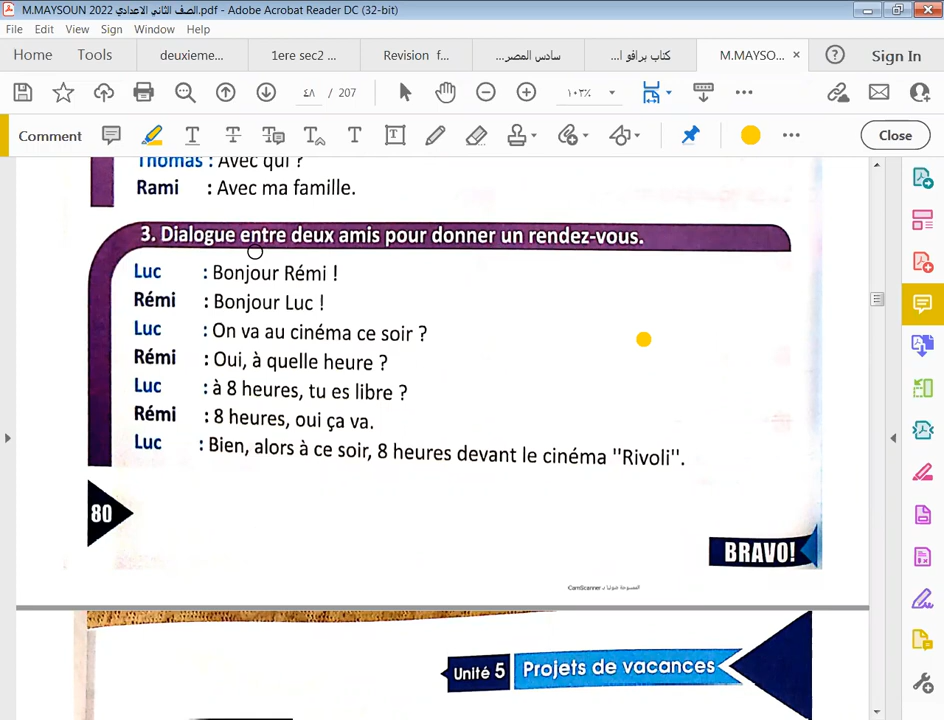 M.MAYSOUN 2022 الصف الثاني الاعدادي.pdf - Adobe Acrobat Reader DC (32-bit)
File Edit View Sign Window Help
Home Tools deuxieme... 1ere sec2 ... Revision f... سادس المصر... كتاب برافو ا... M.MAYSO... × Sign In
٤٨ / 207 ١٠٣٪
Comment Close
Thomas : Avec qui ?
Rami : Avec ma famille.
3. Dialogue entre deux amis pour donner un rendez-vous.
Luc : Bonjour Rémi !
Rémi : Bonjour Luc !
Luc : On va au cinéma ce soir ?
Rémi : Oui, à quelle heure ?
Luc : à 8 heures, tu es libre ?
Rémi : 8 heures, oui ça va.
Luc : Bien, alors à ce soir, 8 heures devant le cinéma ''Rivoli''.
80
BRAVO!
الممسوحة ضوئيا بـ CamScanner
Unité 5 Projets de vacances